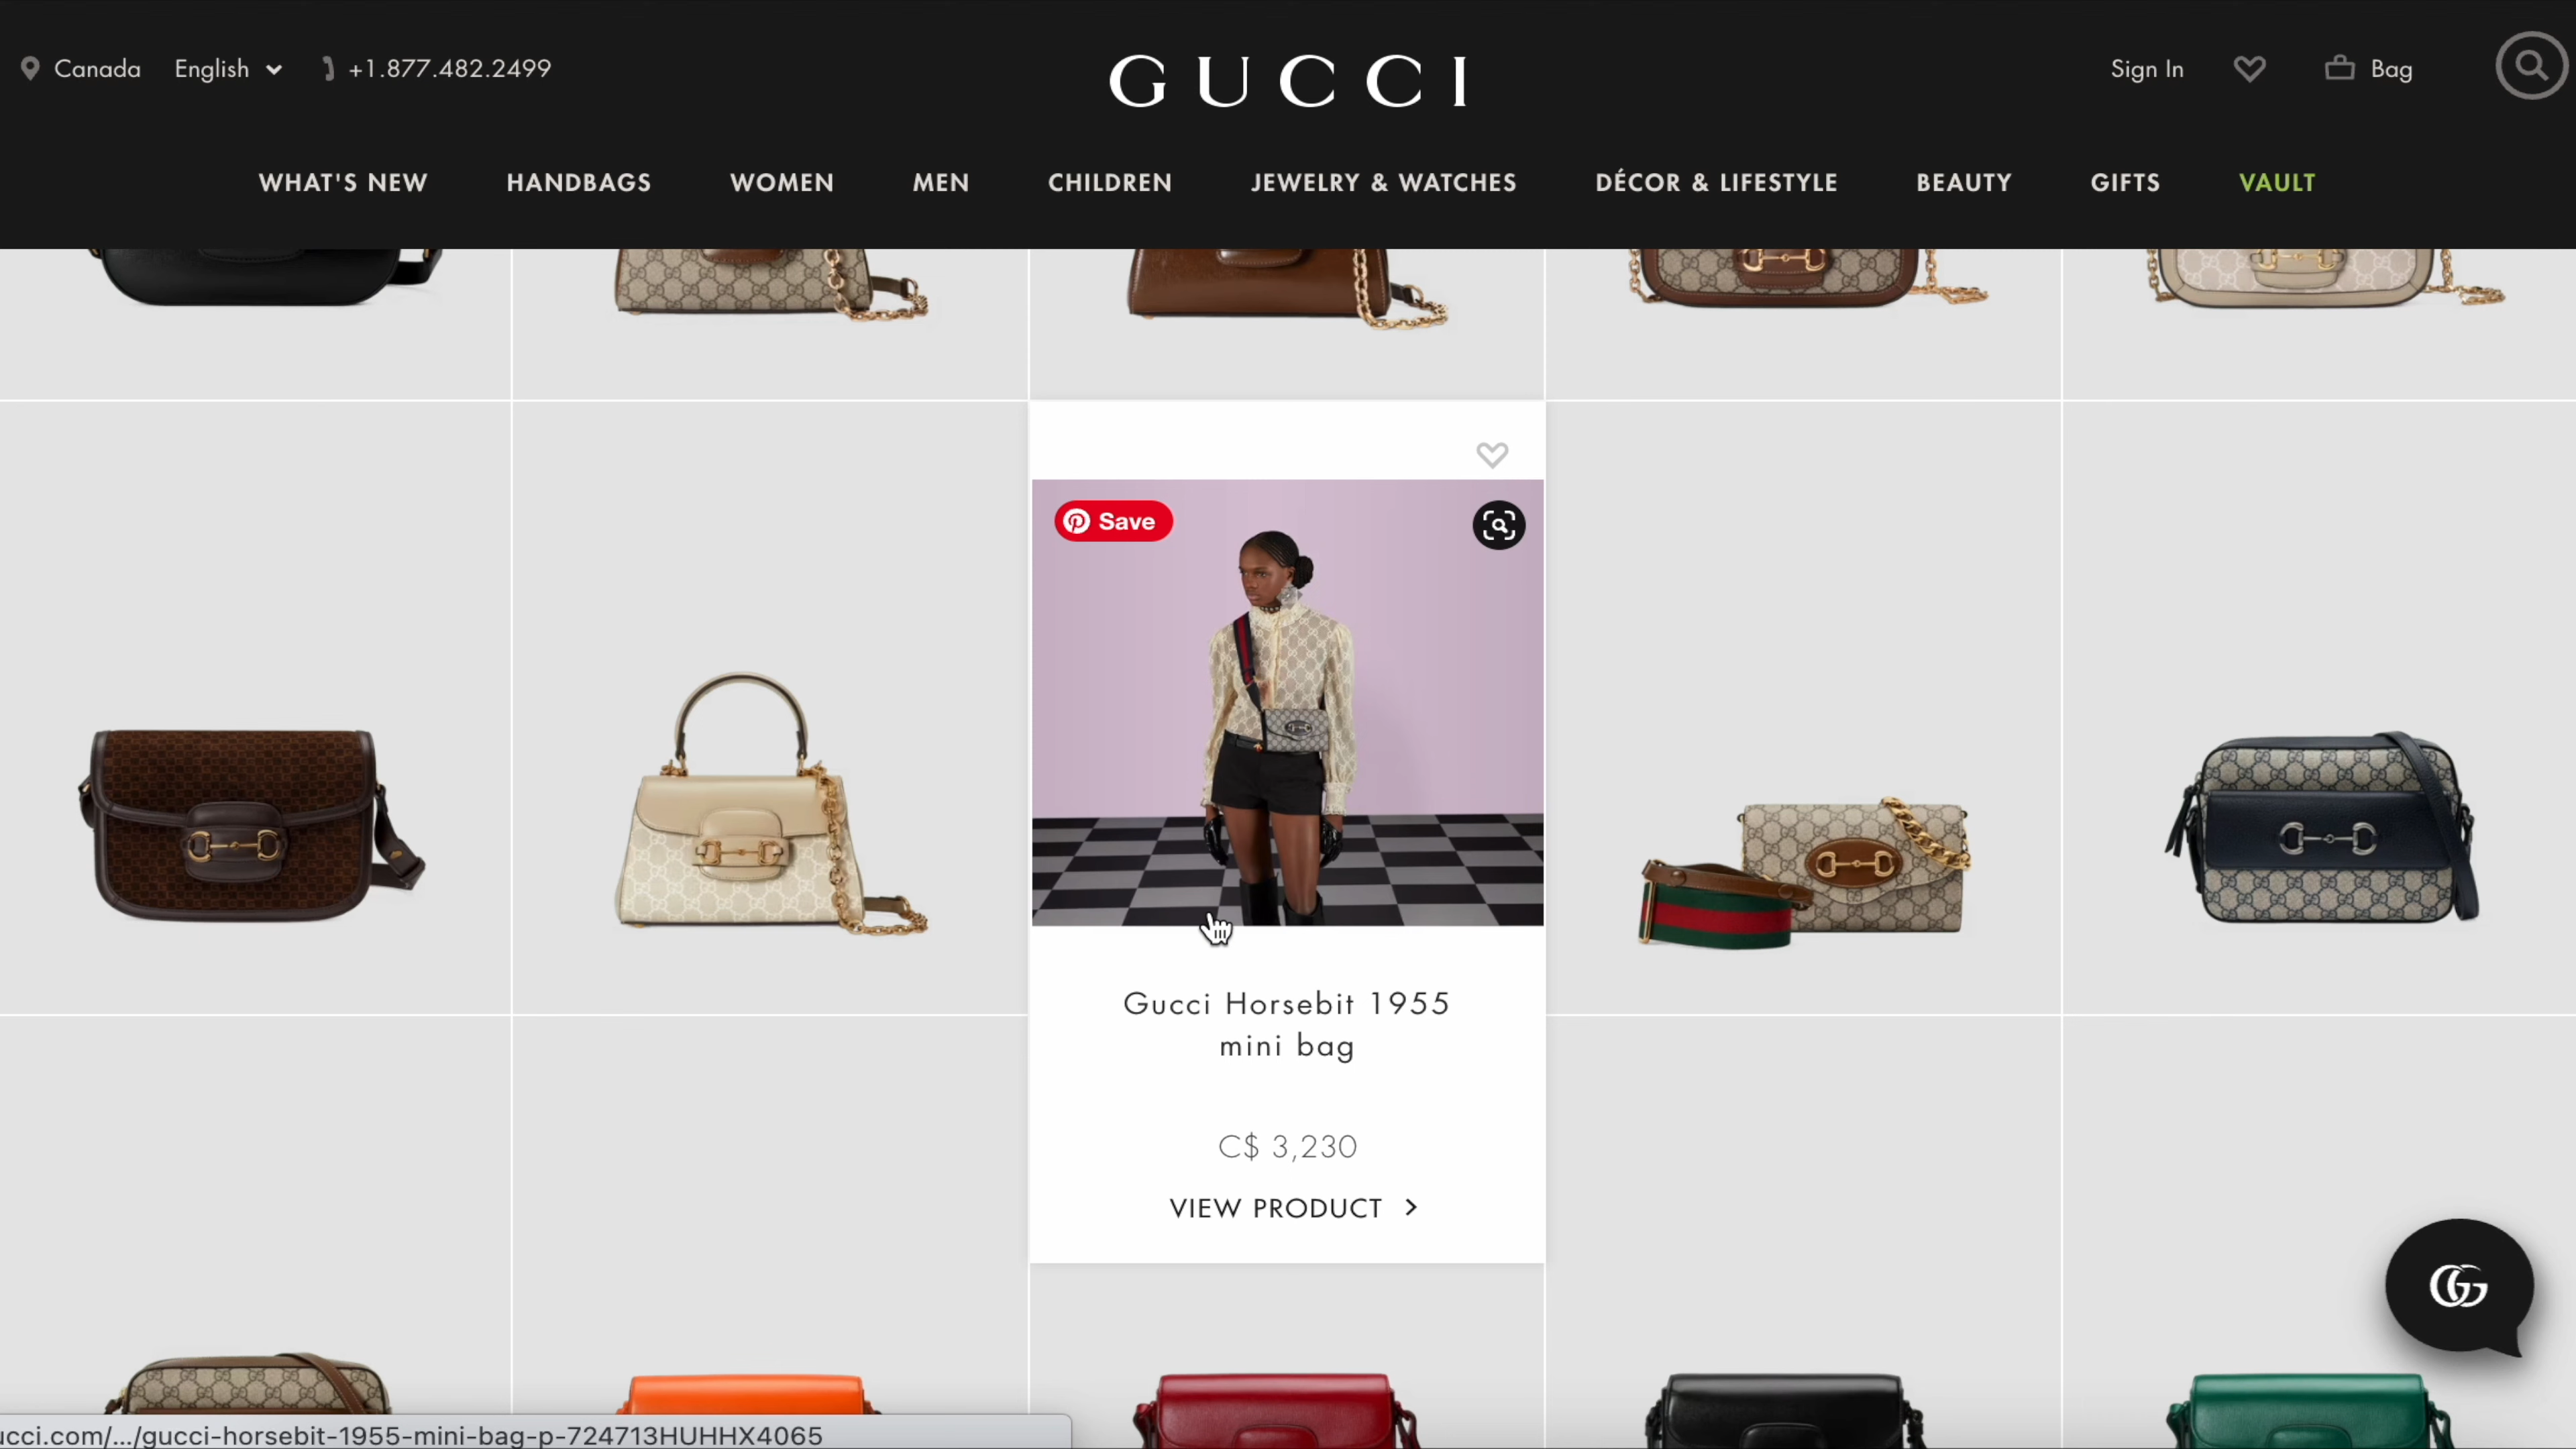 Canada English +1.877.482.2499
GUCCI
Sign In Bag
WHAT'S NEW HANDBAGS WOMEN MEN CHILDREN JEWELRY & WATCHES DÉCOR & LIFESTYLE BEAUTY GIFTS VAULT
Save
Gucci Horsebit 1955
mini bag
C$ 3,230
VIEW PRODUCT >
GG
ucci.com/.../gucci-horsebit-1955-mini-bag-p-724713HUHHX4065